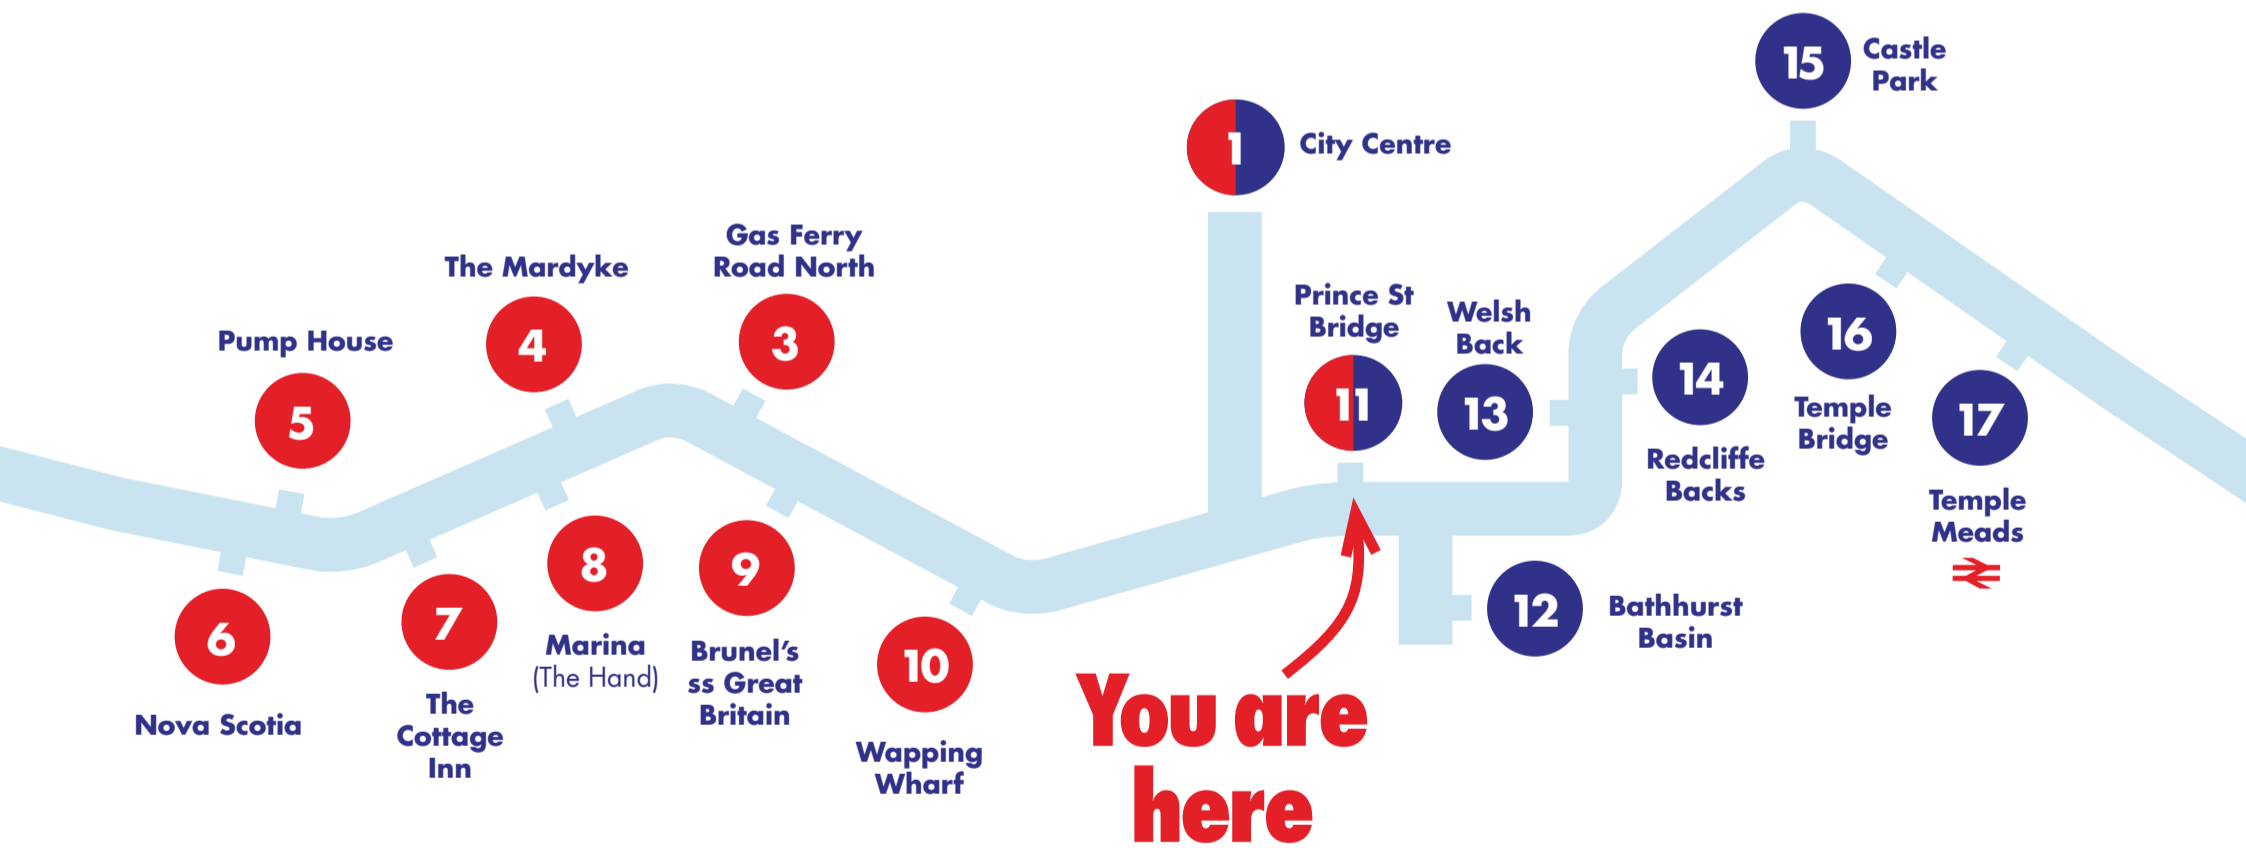 15
Castle
Park
1
City Centre
Gas Ferry
Road North
3
The Mardyke
4
Pump House
5
Prince St
Bridge
11
Welsh
Back
13
14
Redcliffe
Backs
16
Temple
Bridge
17
Temple
Meads
6
Nova Scotia
7
The
Cottage
Inn
8
Marina
(The Hand)
9
Brunel's
ss Great
Britain
10
Wapping
Wharf
12
Bathhurst
Basin
You are
here